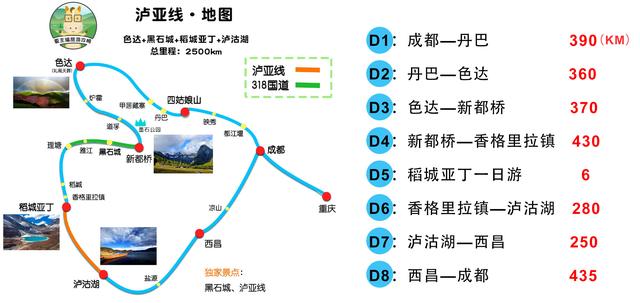 泸亚线·地图
色达+黑石城+稻城亚丁+泸沽湖
总里程：2500km
泸亚线
318国道
色达
炉霍
道孚
甲居藏寨
丹巴
四姑娘山
映秀
都江堰
墨石公园
新都桥
黑石城
雅江
理塘
稻城
香格里拉镇
稻城亚丁
泸沽湖
盐源
西昌
凉山
成都
重庆
独家景点：
黑石城、泸亚线
D1：成都—丹巴 390(KM)
D2：丹巴—色达 360
D3：色达—新都桥 370
D4：新都桥—香格里拉镇 430
D5：稻城亚丁一日游 6
D6：香格里拉镇—泸沽湖 280
D7：泸沽湖—西昌 250
D8：西昌—成都 435